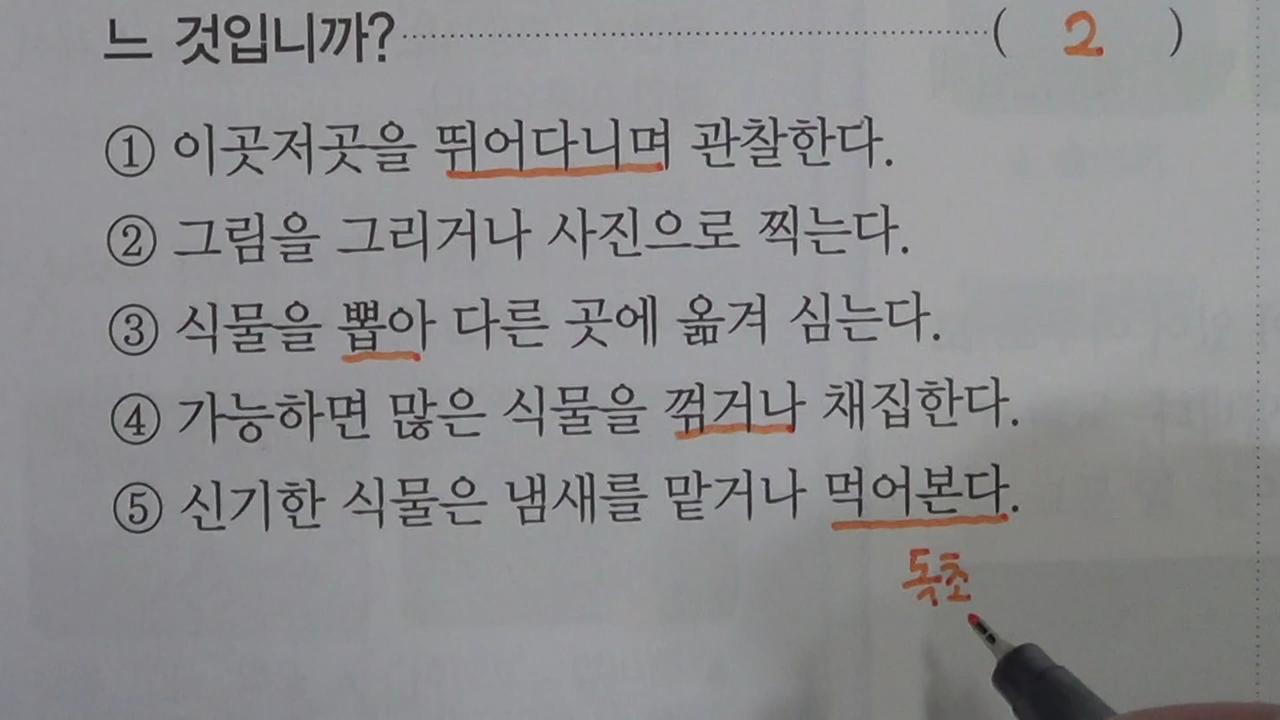 느 것입니까? ( 2 )
① 이곳저곳을 뛰어다니며 관찰한다.
② 그림을 그리거나 사진으로 찍는다.
③ 식물을 뽑아 다른 곳에 옮겨 심는다.
④ 가능하면 많은 식물을 꺾거나 채집한다.
⑤ 신기한 식물은 냄새를 맡거나 먹어본다.
독초